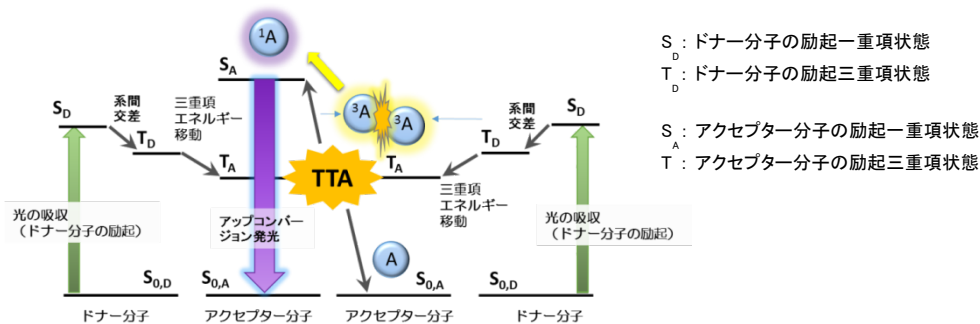 ¹A
S_A
S_D
系間
交差
三重項
エネルギー
移動
T_D
T_A
TTA
³A
³A
T_A
T_D
系間
交差
S_D
三重項
エネルギー
移動
光の吸収
(ドナー分子の励起)
アップコンバー
ジョン発光
A
光の吸収
(ドナー分子の励起)
S_0,D
S_0,A
S_0,A
S_0,D
ドナー分子
アクセプター分子
アクセプター分子
ドナー分子
S_D : ドナー分子の励起一重項状態
T_D : ドナー分子の励起三重項状態
S_A : アクセプター分子の励起一重項状態
T : アクセプター分子の励起三重項状態